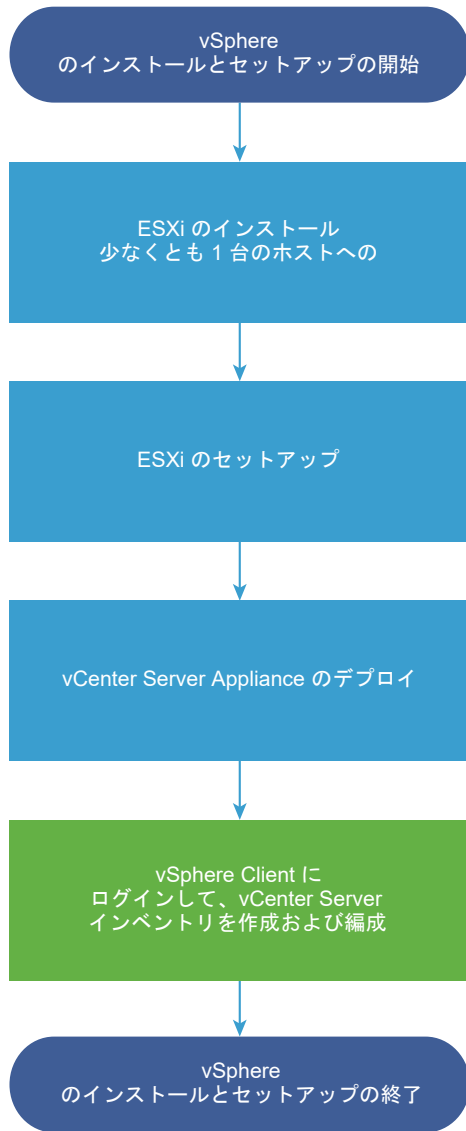 vSphere
のインストールとセットアップの開始
ESXi のインストール
少なくとも 1 台のホストへの
ESXi のセットアップ
vCenter Server Appliance のデプロイ
vSphere Client に
ログインして、vCenter Server
インベントリを作成および編成
vSphere
のインストールとセットアップの終了